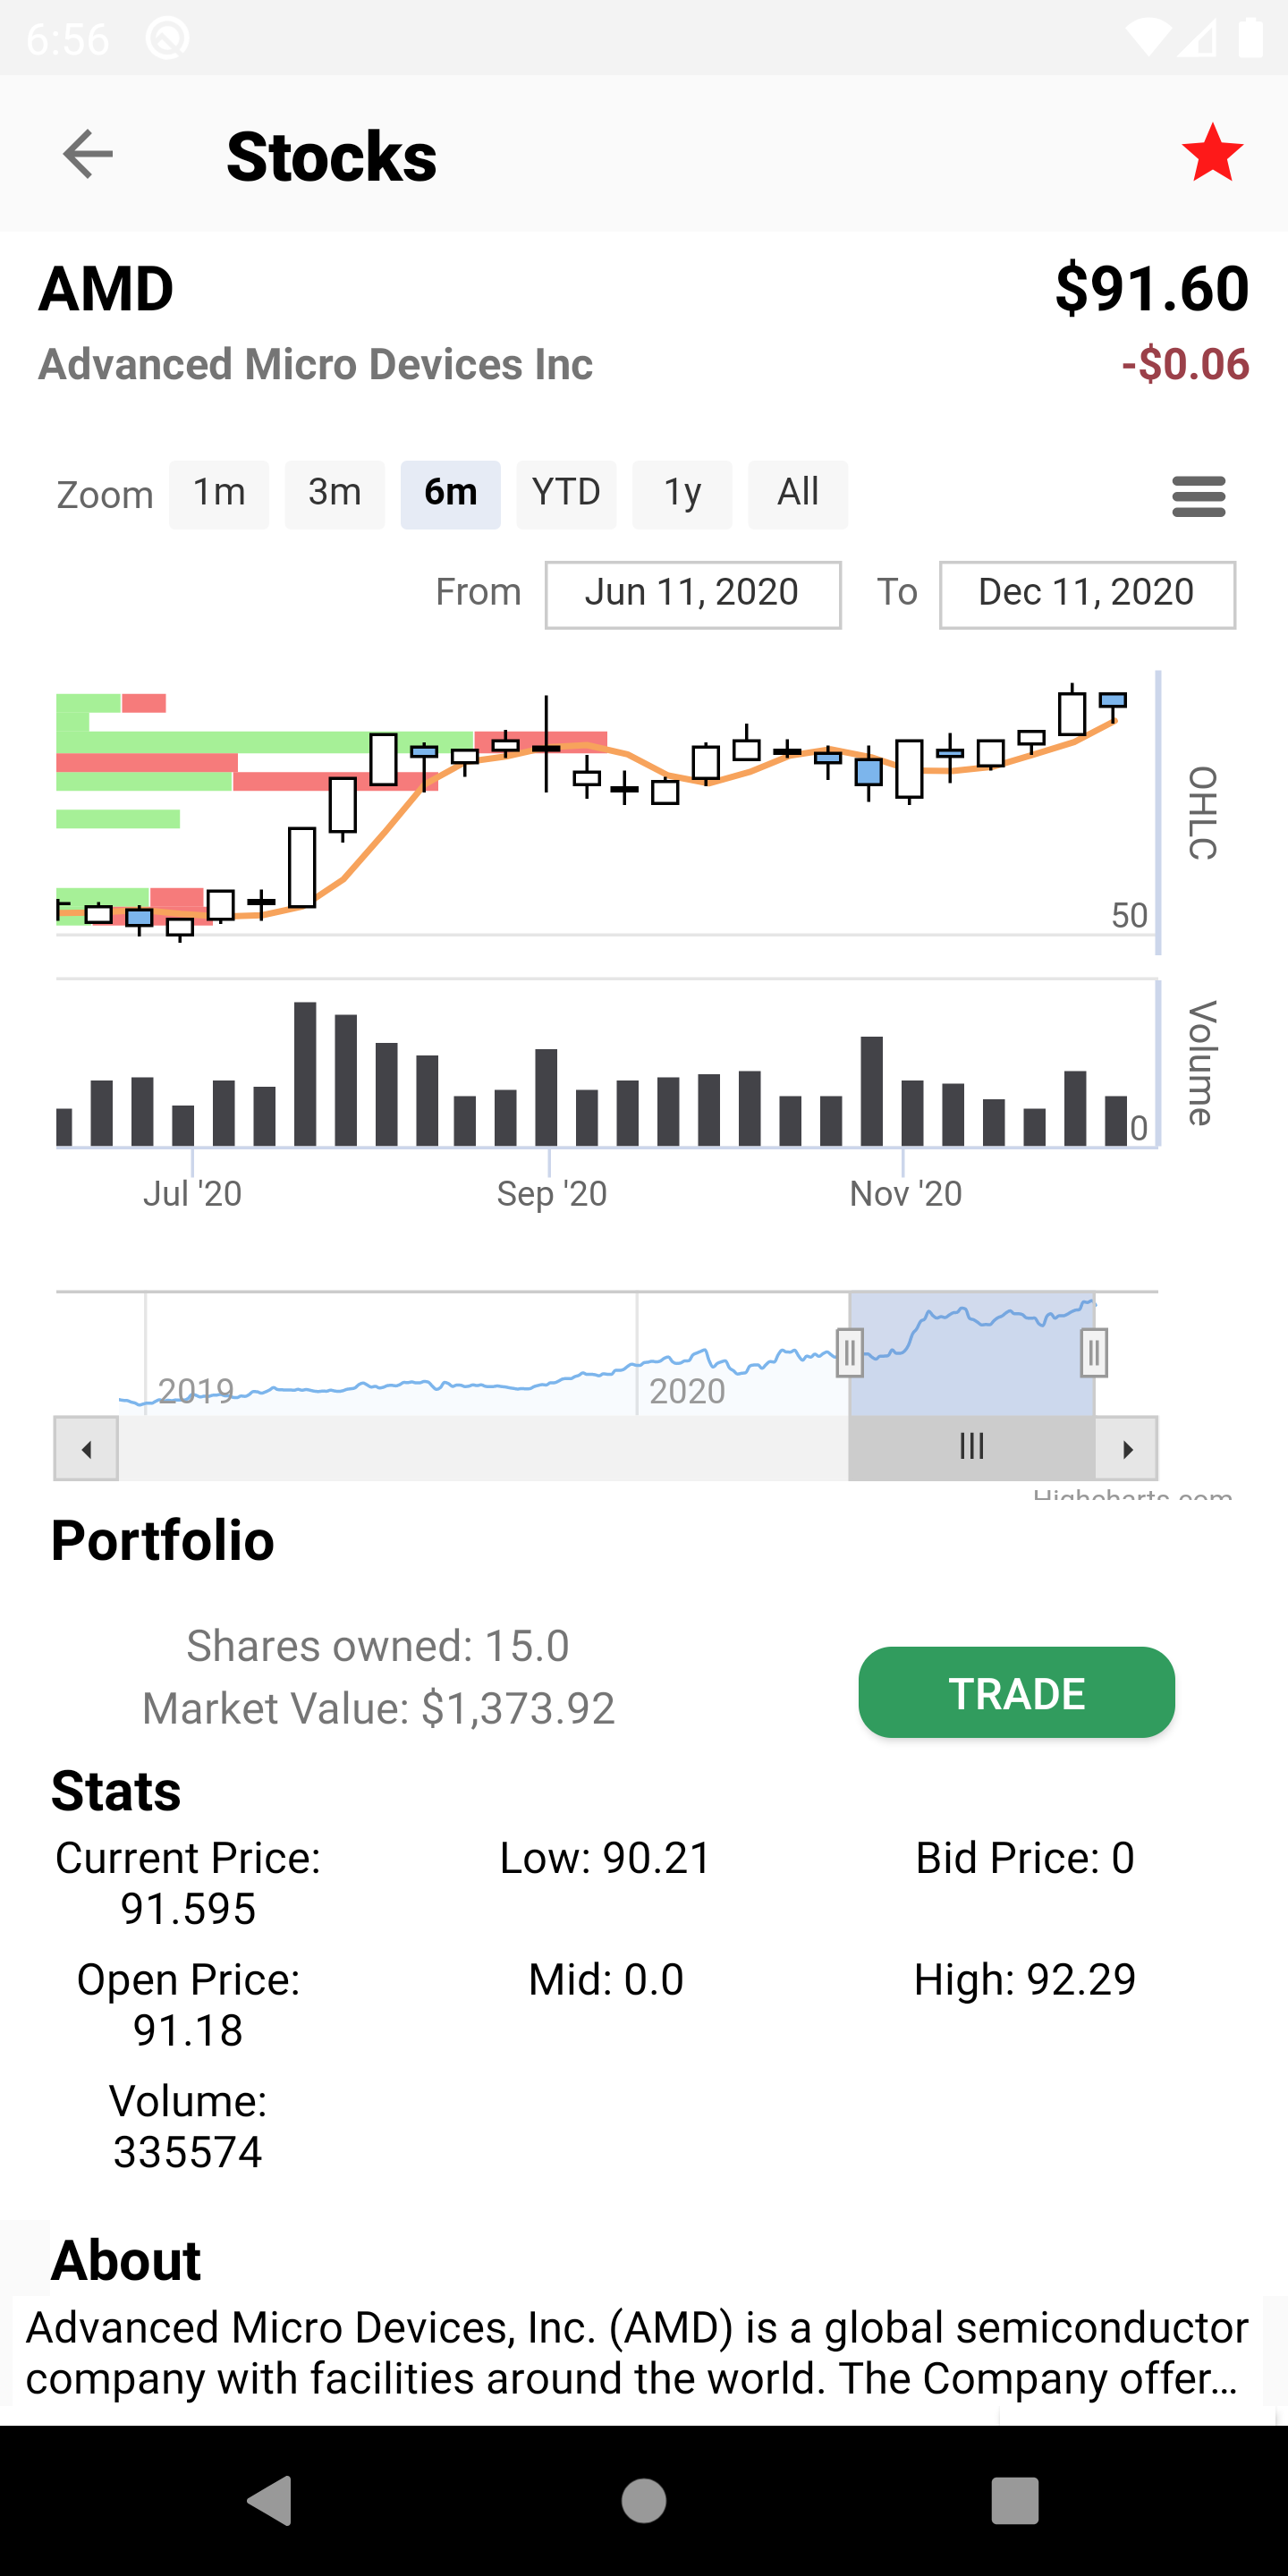 6:56
Stocks
AMD
$91.60
Advanced Micro Devices Inc
-$0.06
Zoom 1m 3m 6m YTD 1y All
From Jun 11, 2020 To Dec 11, 2020
OHLC
50
Volume
0
Jul '20 Sep '20 Nov '20
2019 2020
Highcharts.com
Portfolio
Shares owned: 15.0
Market Value: $1,373.92
TRADE
Stats
Current Price:
91.595
Low: 90.21
Bid Price: 0
Open Price:
91.18
Mid: 0.0
High: 92.29
Volume:
335574
About
Advanced Micro Devices, Inc. (AMD) is a global semiconductor
company with facilities around the world. The Company offer...